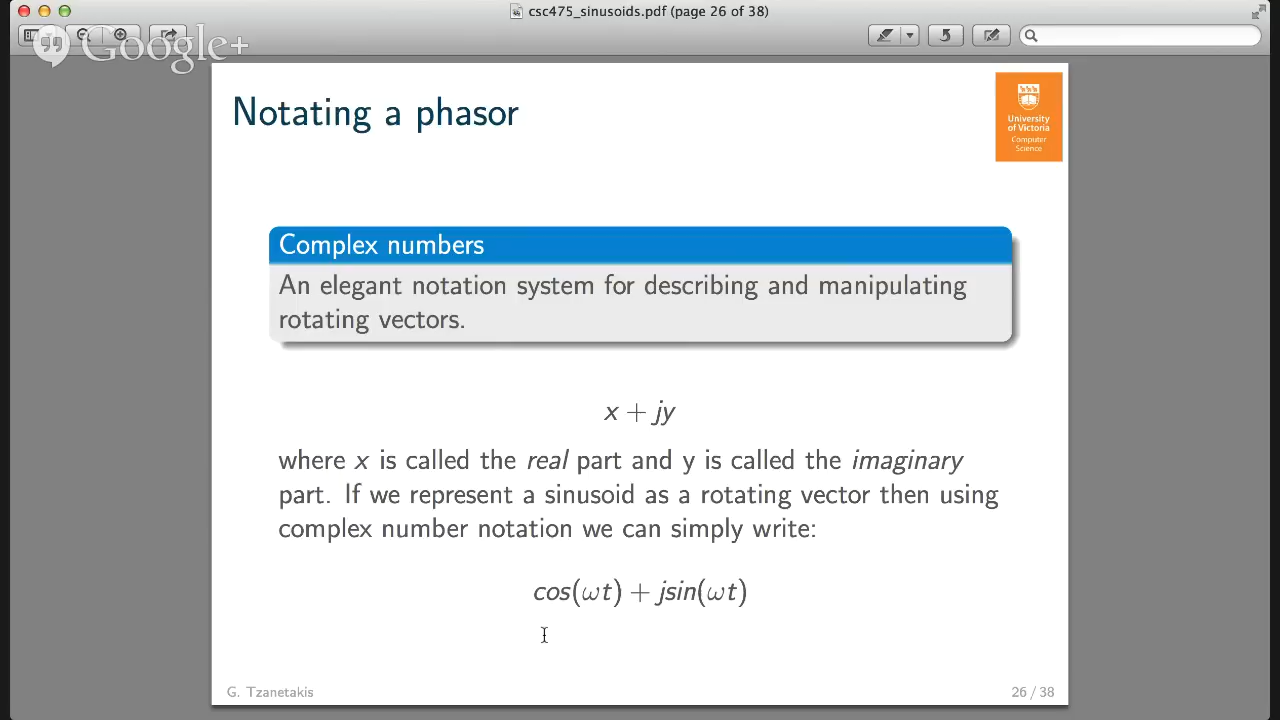 csc475_sinusoids.pdf (page 26 of 38)
Google+
Notating a phasor
University
of Victoria
Computer
Science
Complex numbers
An elegant notation system for describing and manipulating
rotating vectors.
x + jy
where x is called the real part and y is called the imaginary
part. If we represent a sinusoid as a rotating vector then using
complex number notation we can simply write:
cos(ωt) + jsin(ωt)
G. Tzanetakis
26 / 38